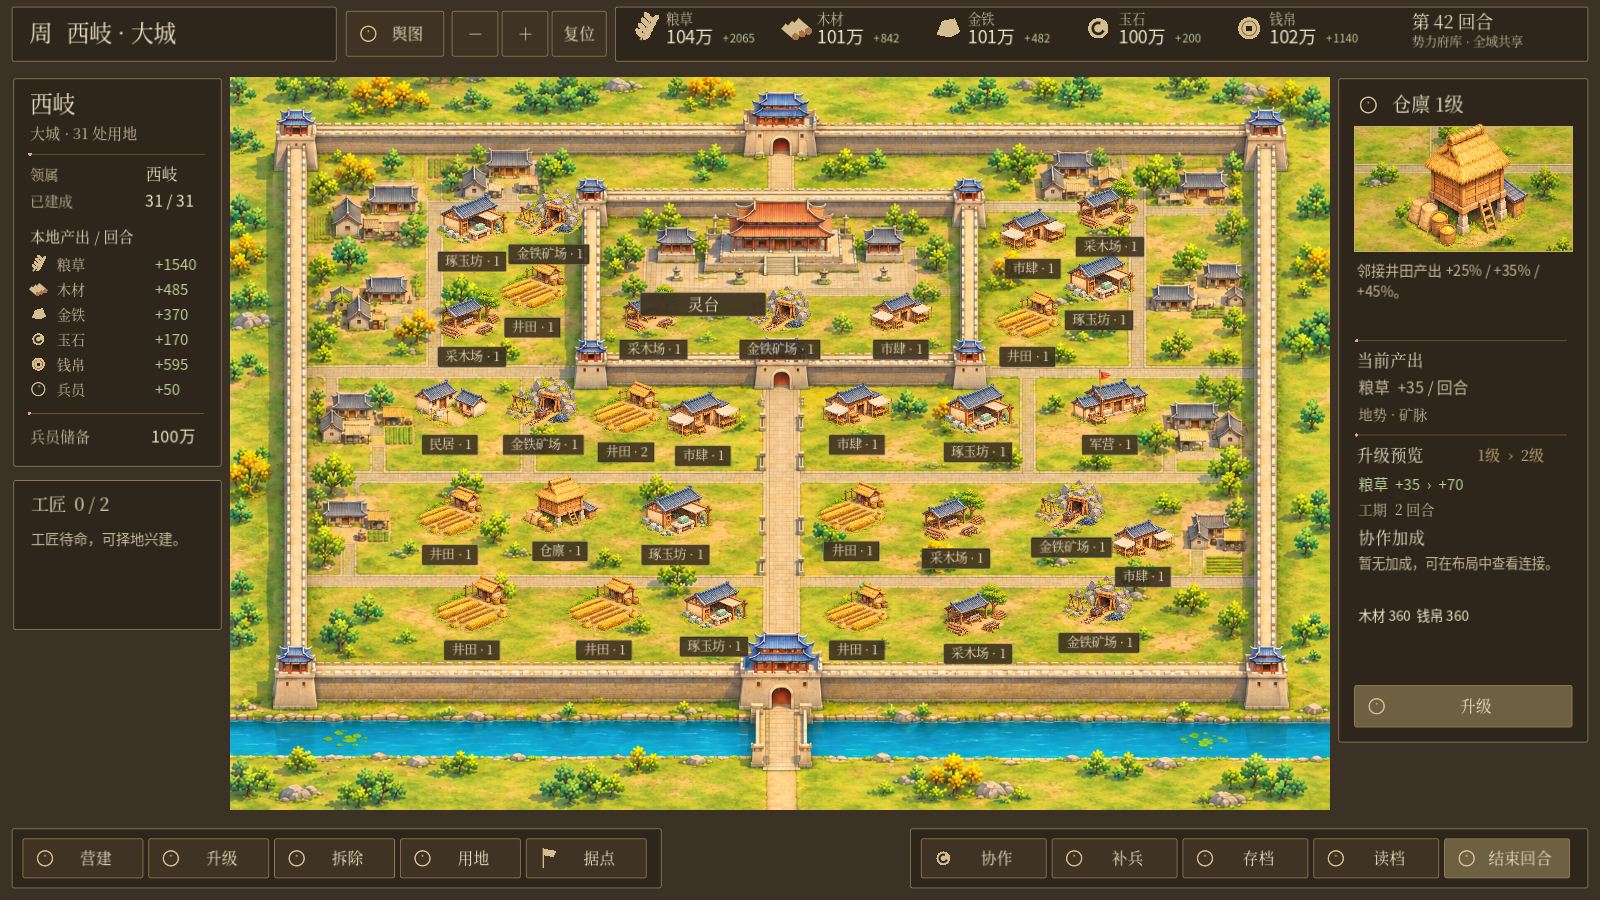 周 西岐 · 大城
舆图
−
+
复位
粮草
104万 +2065
木材
101万 +842
金铁
101万 +482
玉石
100万 +200
钱帛
102万 +1140
第 42 回合
势力府库 · 全域共享
西岐
大城 · 31 处用地
领属 西岐
已建成 31 / 31
本地产出 / 回合
粮草 +1540
木材 +485
金铁 +370
玉石 +170
钱帛 +595
兵员 +50
兵员储备 100万
工匠 0 / 2
工匠待命，可择地兴建。
琢玉坊 · 1
金铁矿场 · 1
采木场 · 1
市肆 · 1
灵台
井田 · 1
琢玉坊 · 1
采木场 · 1
采木场 · 1
金铁矿场 · 1
市肆 · 1
井田 · 1
民居 · 1
金铁矿场 · 1
井田 · 2
市肆 · 1
市肆 · 1
琢玉坊 · 1
军营 · 1
井田 · 1
仓廪 · 1
琢玉坊 · 1
井田 · 1
采木场 · 1
金铁矿场 · 1
市肆 · 1
井田 · 1
井田 · 1
琢玉坊 · 1
井田 · 1
采木场 · 1
金铁矿场 · 1
仓廪 1级
邻接井田产出 +25% / +35% /
+45%。
当前产出
粮草 +35 / 回合
地势 · 矿脉
升级预览 1级 › 2级
粮草 +35 › +70
工期 2 回合
协作加成
暂无加成，可在布局中查看连接。
木材 360 钱帛 360
升级
营建
升级
拆除
用地
据点
协作
补兵
存档
读档
结束回合